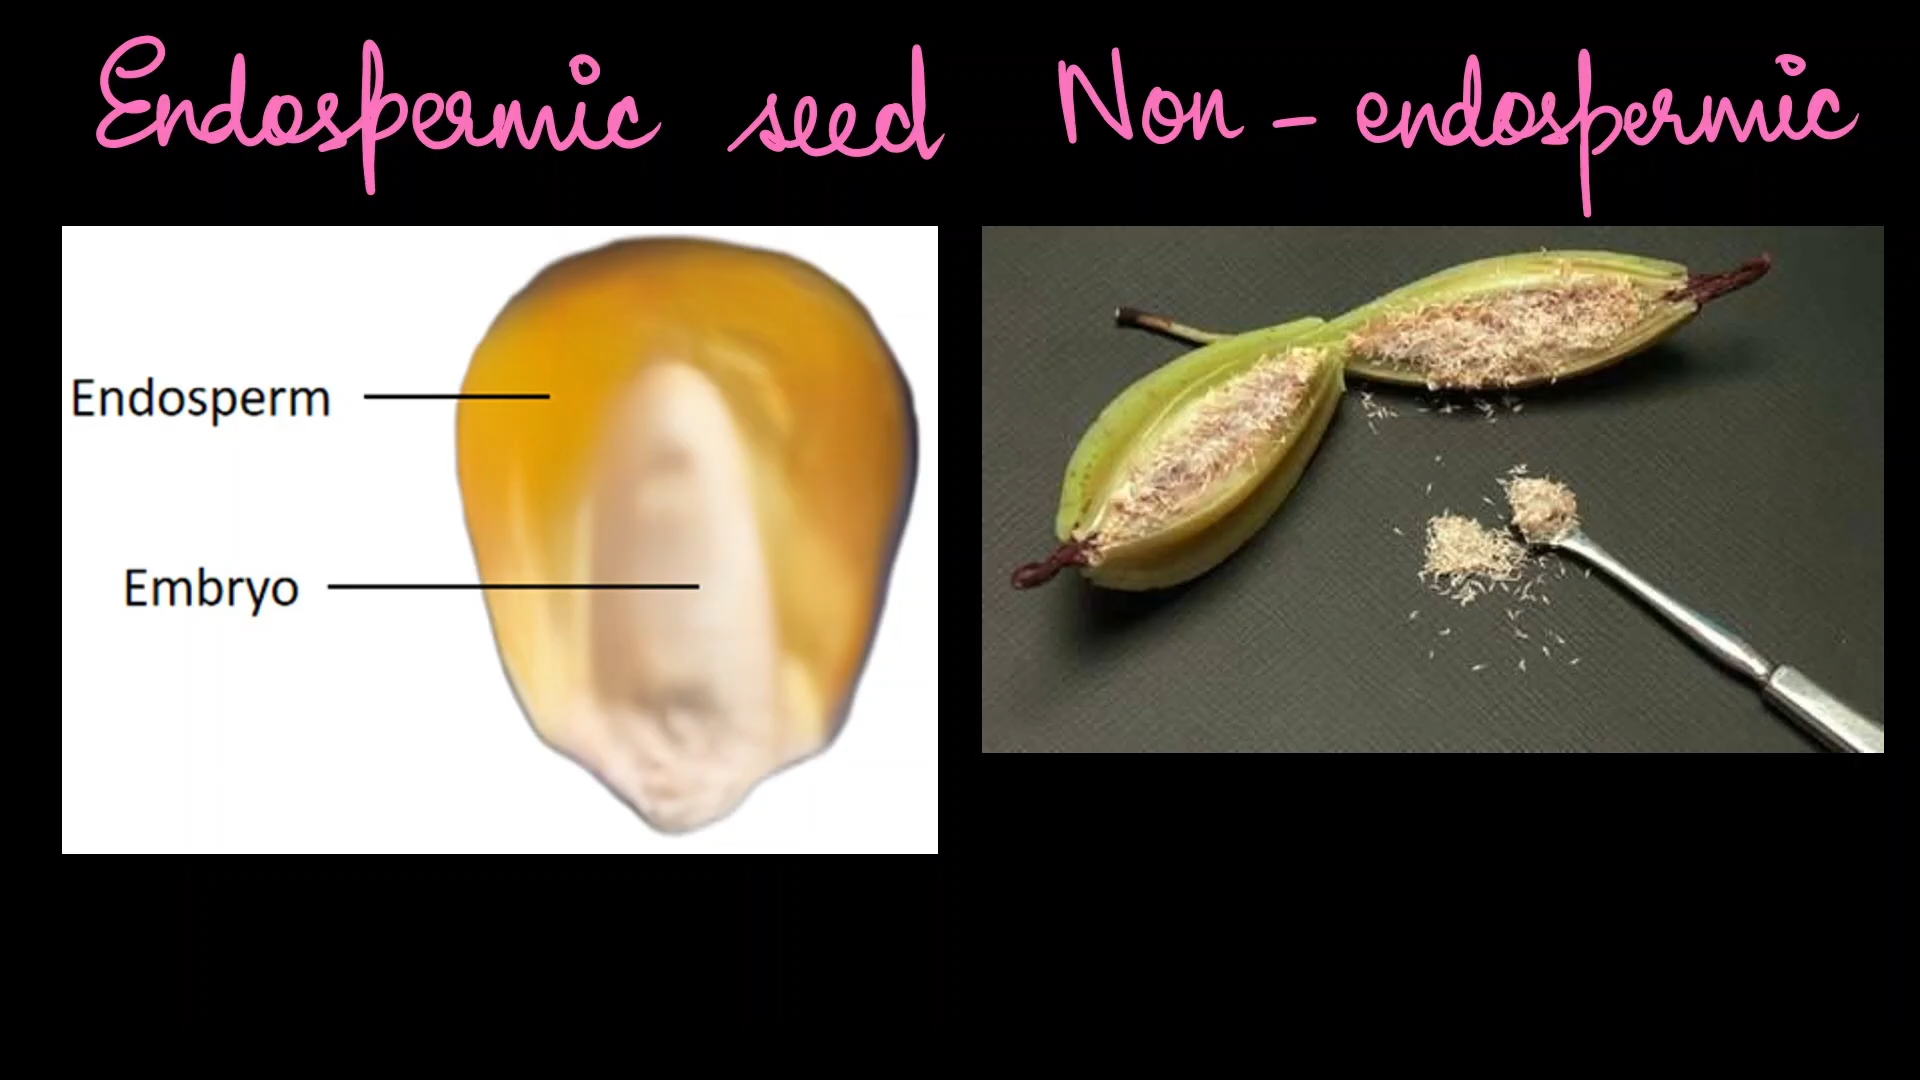 Endospermic seed
Non - endospermic
Endosperm
Embryo